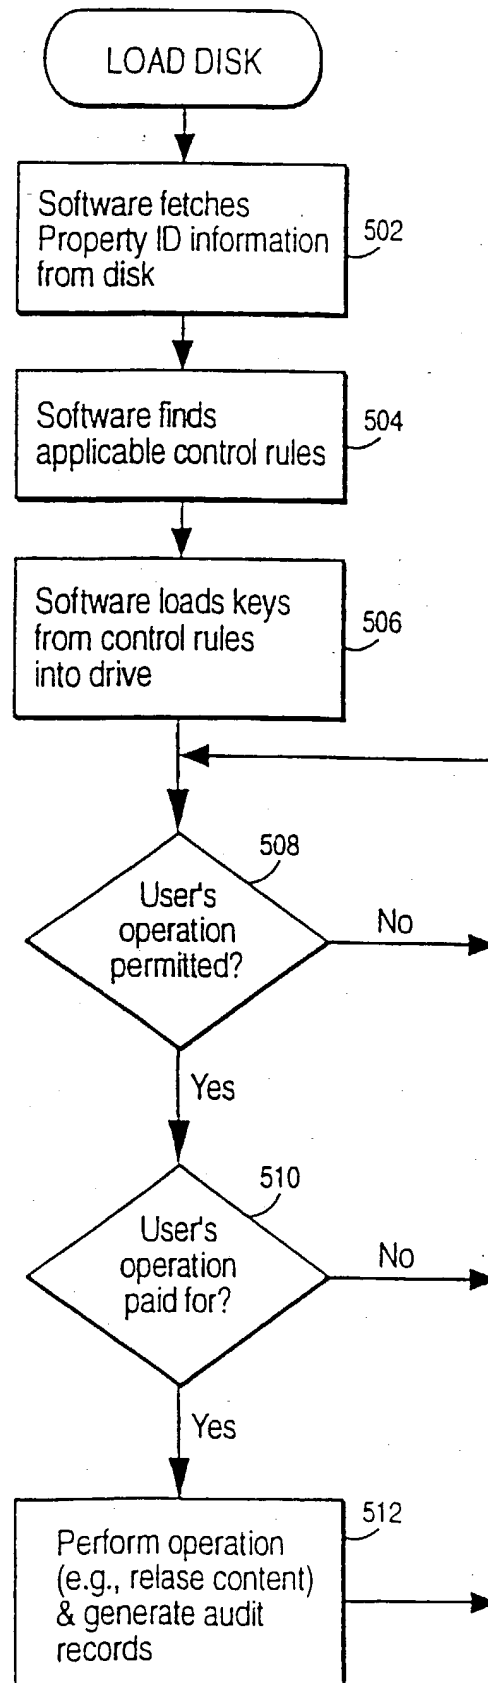 LOAD DISK
Software fetches
Property ID information
from disk
502
Software finds
applicable control rules
504
Software loads keys
from control rules
into drive
506
508
User's
operation
permitted?
No
Yes
510
User's
operation
paid for?
No
Yes
512
Perform operation
(e.g., relase content)
& generate audit
records